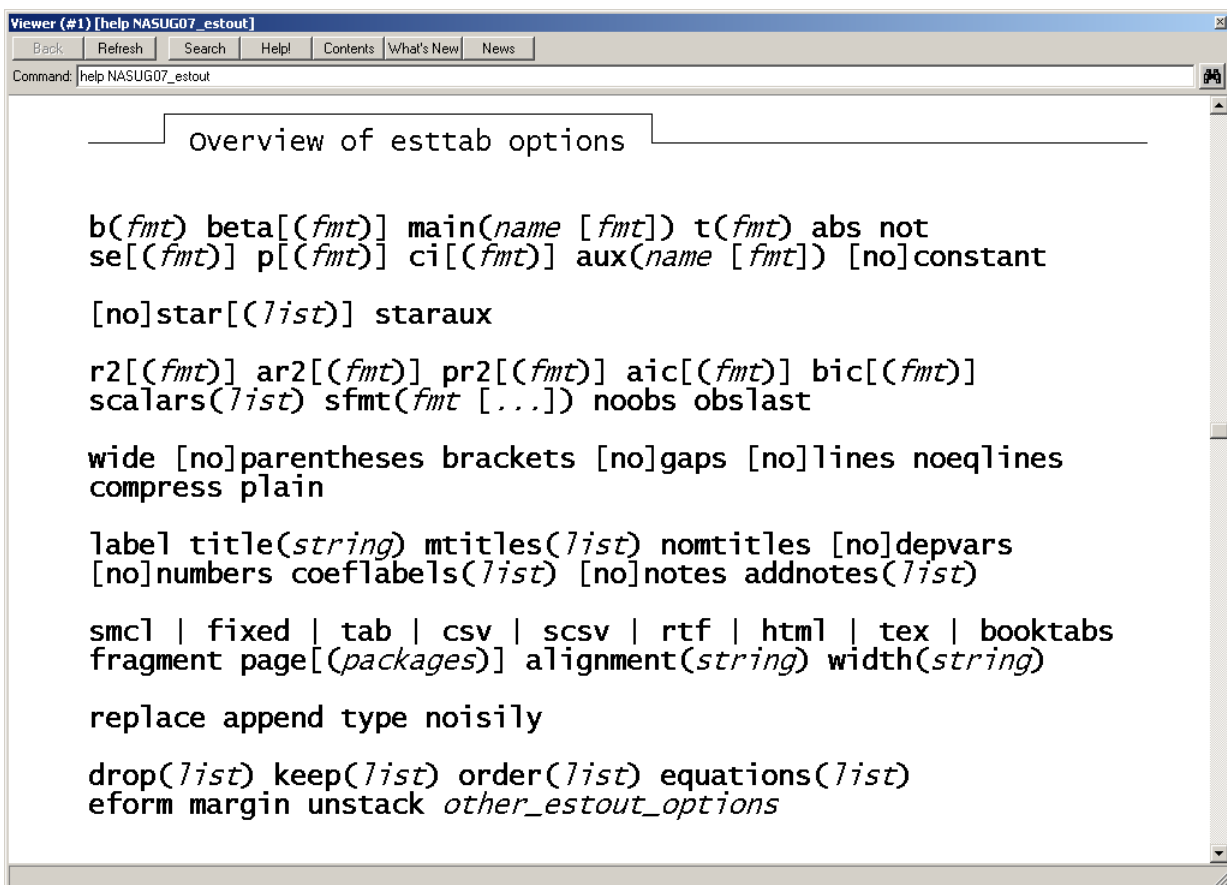 Viewer (#1) [help NASUG07_estout]
Back Refresh Search Help! Contents What's New News
Command: help NASUG07_estout
Overview of esttab options
b(fmt) beta[(fmt)] main(name [fmt]) t(fmt) abs not
se[(fmt)] p[(fmt)] ci[(fmt)] aux(name [fmt]) [no]constant
[no]star[(list)] staraux
r2[(fmt)] ar2[(fmt)] pr2[(fmt)] aic[(fmt)] bic[(fmt)]
scalars(list) sfmt(fmt [...]) noobs obslast
wide [no]parentheses brackets [no]gaps [no]lines noeqlines
compress plain
label title(string) mtitles(list) nomtitles [no]depvars
[no]numbers coeflabels(list) [no]notes addnotes(list)
smcl | fixed | tab | csv | scsv | rtf | html | tex | booktabs
fragment page[(packages)] alignment(string) width(string)
replace append type noisily
drop(list) keep(list) order(list) equations(list)
eform margin unstack other_estout_options